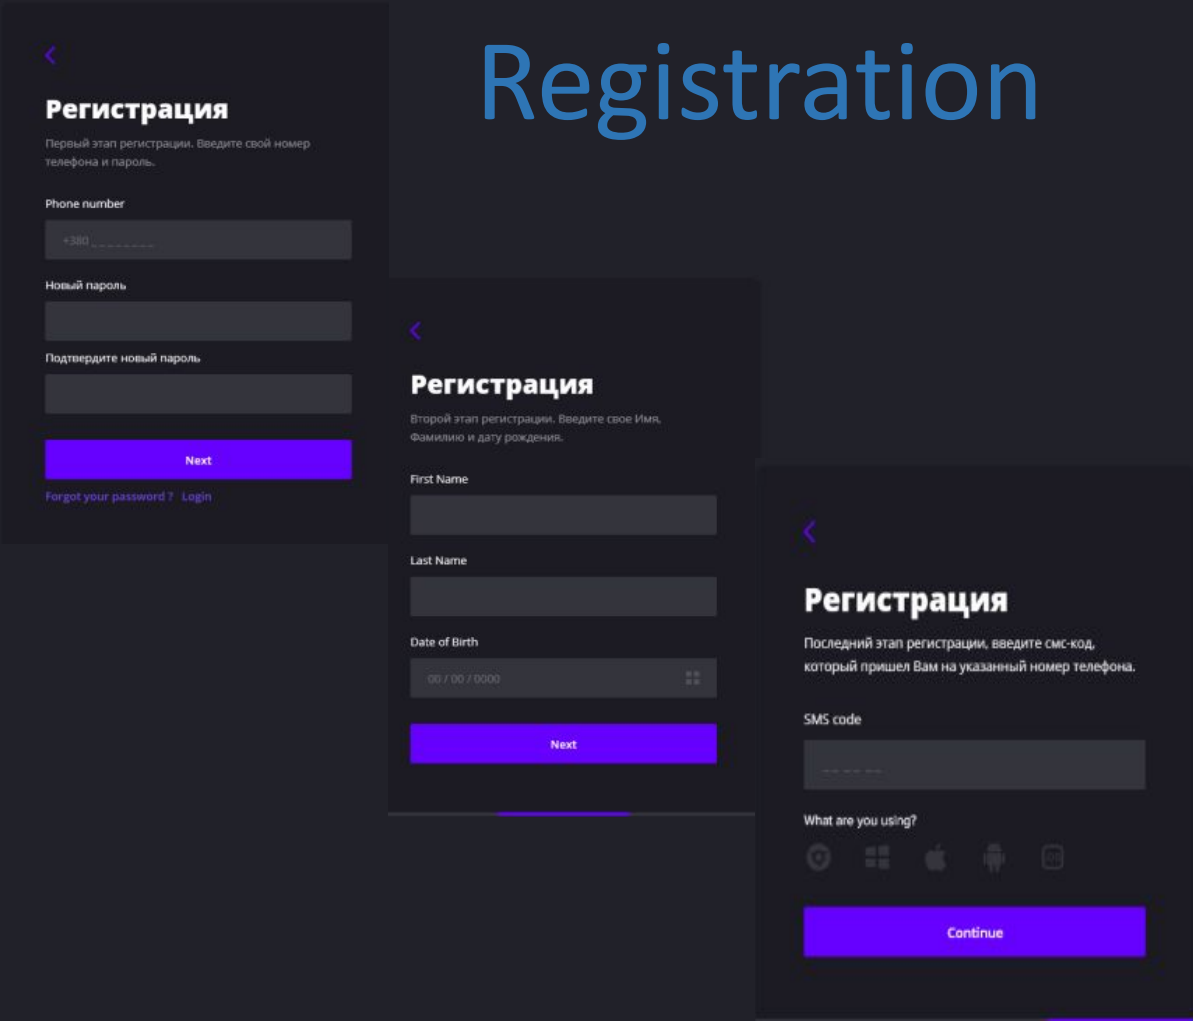 Registration
Регистрация
Первый этап регистрации. Введите свой номер
телефона и пароль.
Phone number
+380 _ _ _ _ _ _ _ _
Новый пароль
Подтвердите новый пароль
Next
Forgot your password ? Login
Регистрация
Второй этап регистрации. Введите свое Имя,
Фамилию и дату рождения.
First Name
Last Name
Date of Birth
00 / 00 / 0000
Next
Регистрация
Последний этап регистрации, введите смс-код,
который пришел Вам на указанный номер телефона.
SMS code
_ _ _ _ _ _
What are you using?
Continue